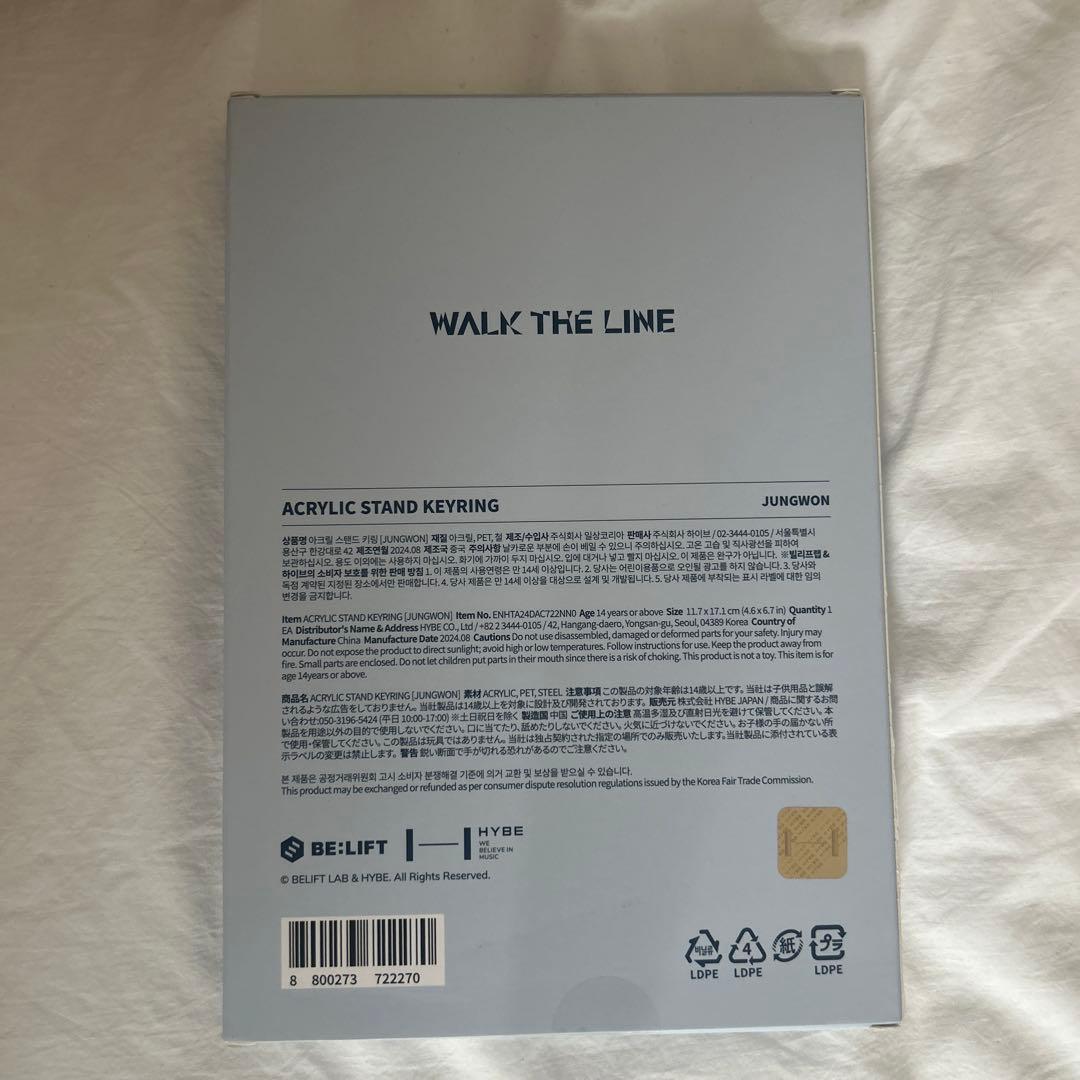 WALK THE LINE
ACRYLIC STAND KEYRING
JUNGWON
상품명 아크릴 스탠드 키링 [JUNGWON] 재질 아크릴, PET, 철 제조/수입사 주식회사 일상코리아 판매사 주식회사 하이브 / 02-3444-0105 / 서울특별시
용산구 한강대로 42 제조연월 2024.08 제조국 중국 주의사항 날카로운 부분에 손이 베일 수 있으니 주의하십시오. 고온 고습 및 직사광선을 피하여
보관하십시오. 용도 이외에는 사용하지 마십시오. 화기에 가까이 두지 마십시오. 입에 대거나 넣고 빨지 마십시오. 이 제품은 완구가 아닙니다. ※빌리프랩 &
하이브의 소비자 보호를 위한 판매 방침 1. 이 제품의 사용연령은 만 14세 이상입니다. 2. 당사는 어린이용품으로 오인될 광고를 하지 않습니다. 3. 당사와
독점 계약된 지정된 장소에서만 판매합니다. 4. 당사 제품은 만 14세 이상을 대상으로 설계 및 개발됩니다. 5. 당사 제품에 부착되는 표시 라벨에 대한 임의
변경을 금지합니다.
Item ACRYLIC STAND KEYRING [JUNGWON] Item No. ENHTA24DAC722NN0 Age 14 years or above Size 11.7 x 17.1 cm (4.6 x 6.7 in) Quantity 1
EA Distributor's Name & Address HYBE CO., Ltd / +82 2 3444-0105 / 42, Hangang-daero, Yongsan-gu, Seoul, 04389 Korea Country of
Manufacture China Manufacture Date 2024.08 Cautions Do not use disassembled, damaged or deformed parts for your safety. Injury may
occur. Do not expose the product to direct sunlight; avoid high or low temperatures. Follow instructions for use. Keep the product away from
fire. Small parts are enclosed. Do not let children put parts in their mouth since there is a risk of choking. This product is not a toy. This item is for
age 14years or above.
商品名 ACRYLIC STAND KEYRING [JUNGWON] 素材 ACRYLIC, PET, STEEL 注意事項 この製品の対象年齢は14歳以上です。当社は子供用品と誤解
されるような広告をしておりません。当社製品は14歳以上を対象に設計及び開発されております。販売元 株式会社 HYBE JAPAN / 商品に関するお問
い合わせ:050-3196-5424 (平日 10:00-17:00) ※土日祝日を除く 製造国 中国 ご使用上の注意 高温多湿及び直射日光を避けて保管してください。本
製品を用途以外の目的で使用しないでください。火気に近づけないでください。口に当てたり、舐めたりしないでください。お子様の手の届かない所
で使用・保管してください。この製品は玩具ではありません。当社は独占契約された指定の場所でのみ販売いたします。当社製品に添付されている表
示ラベルの変更は禁止します。警告 鋭い断面で手が切れる恐れがあるのでご注意ください。
본 제품은 공정거래위원회 고시 소비자 분쟁해결 기준에 의거 교환 및 보상을 받으실 수 있습니다.
This product may be exchanged or refunded as per consumer dispute resolution regulations issued by the Korea Fair Trade Commission.
BE:LIFT
HYBE
WE
BELIEVE IN
MUSIC
© BELIFT LAB & HYBE. All Rights Reserved.
8 800273 722270
비닐류 4 紙 プラ
LDPE LDPE LDPE